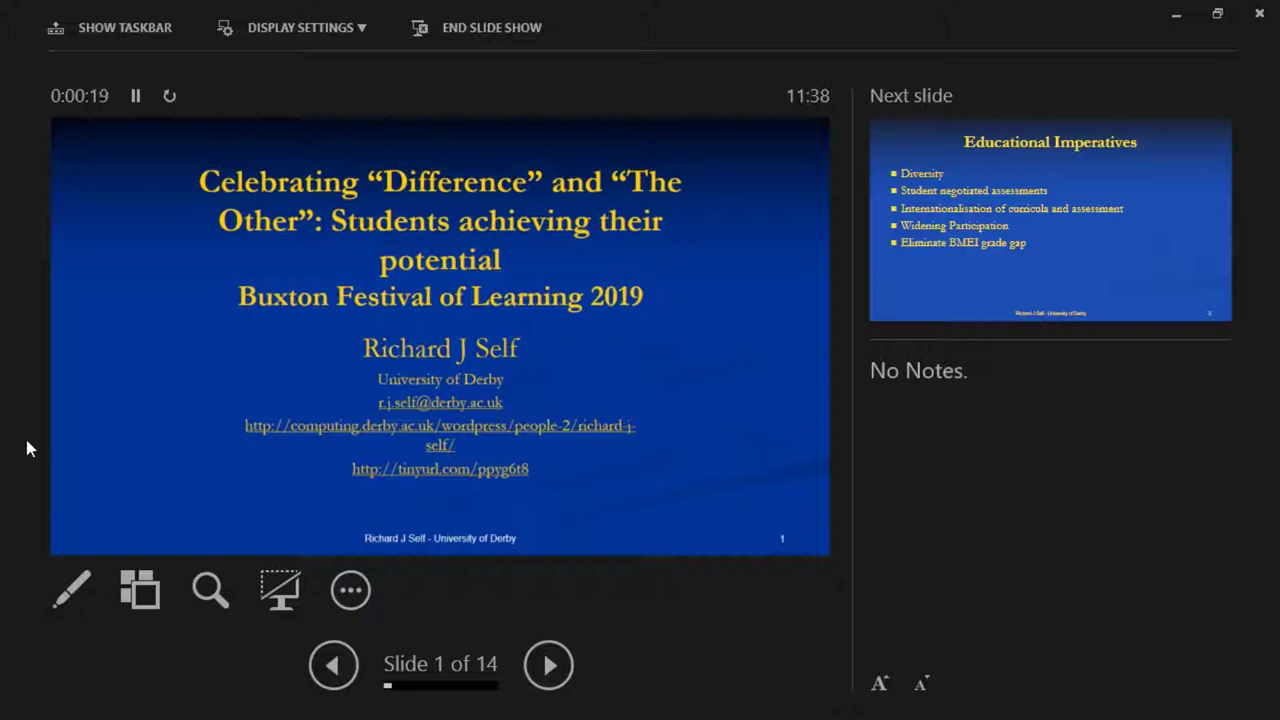 SHOW TASKBAR
DISPLAY SETTINGS ▼
END SLIDE SHOW
0:00:19
11:38
Celebrating “Difference” and “The
Other”: Students achieving their
potential
Buxton Festival of Learning 2019
Richard J Self
University of Derby
r.j.self@derby.ac.uk
http://computing.derby.ac.uk/wordpress/people-2/richard-j-
self/
http://tinyurl.com/ppyg6t8
Richard J Self - University of Derby
1
Slide 1 of 14
Next slide
Educational Imperatives
■ Diversity
■ Student negotiated assessments
■ Internationalisation of curricula and assessment
■ Widening Participation
■ Eliminate BMEI grade gap
Richard J Self - University of Derby
2
No Notes.
A A